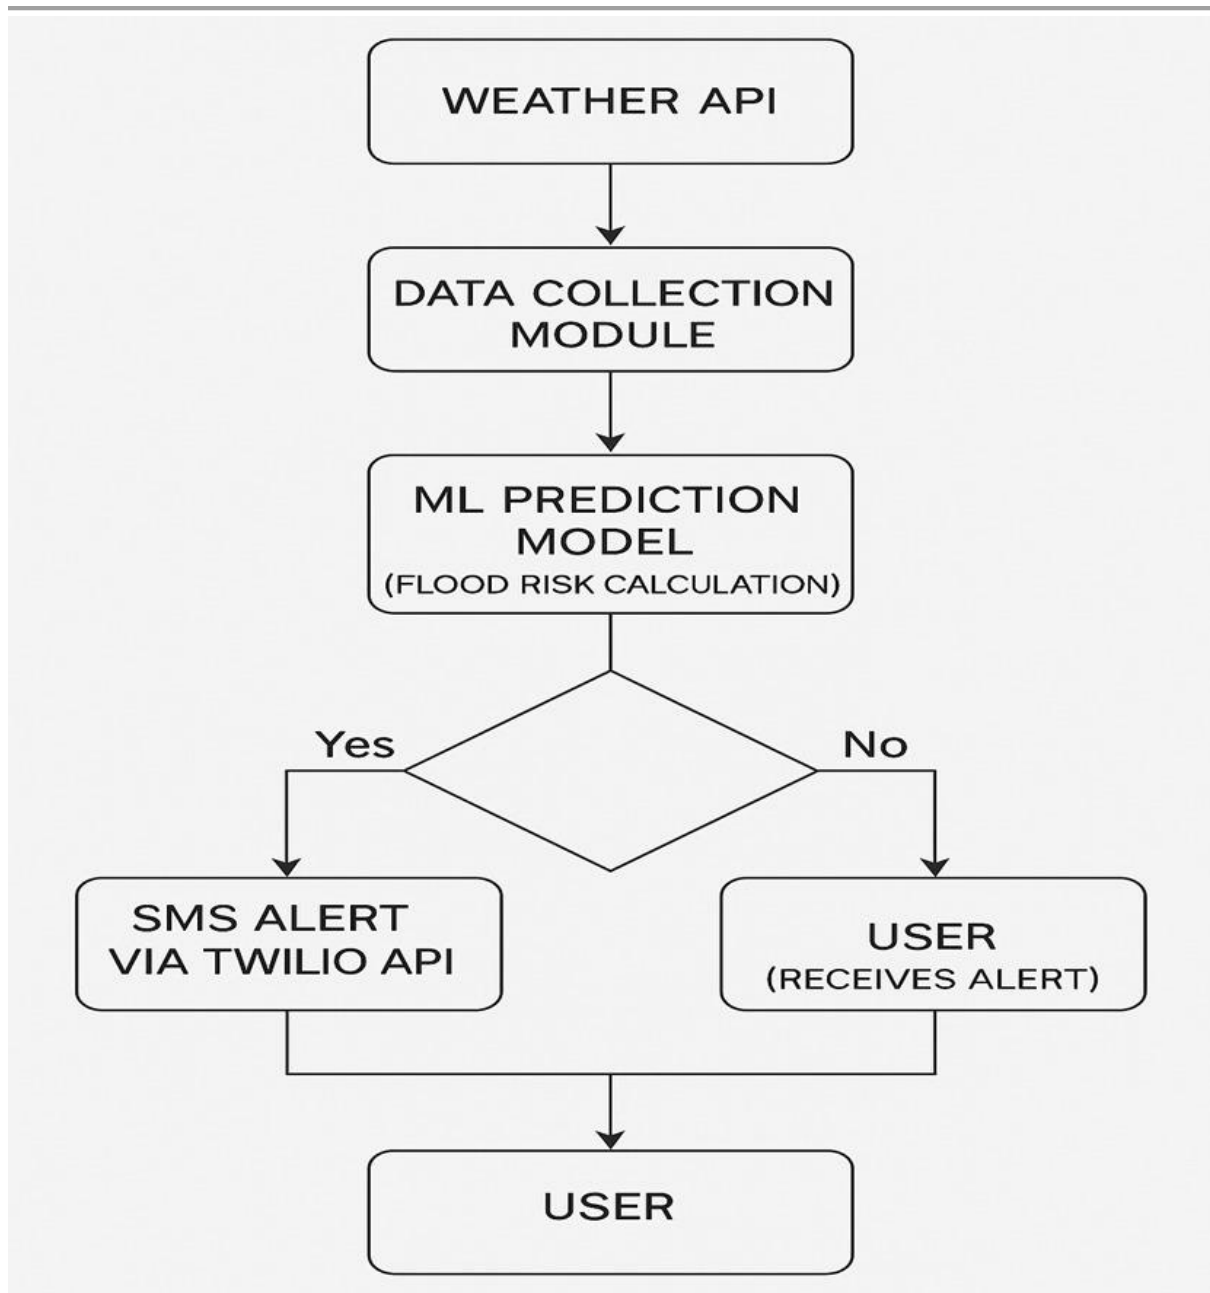 WEATHER API
DATA COLLECTION
MODULE
ML PREDICTION
MODEL
(FLOOD RISK CALCULATION)
Yes
No
SMS ALERT
VIA TWILIO API
USER
(RECEIVES ALERT)
USER